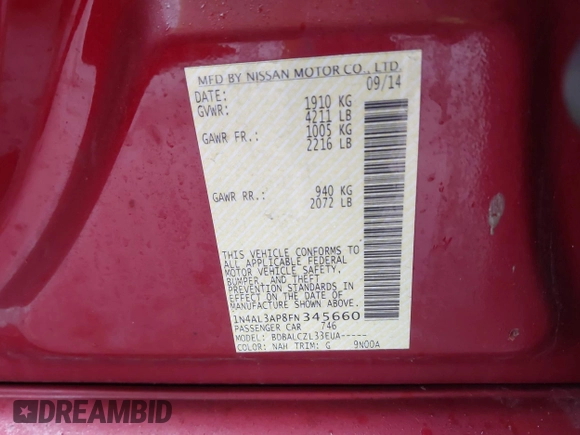 MFD BY NISSAN MOTOR CO., LTD.
DATE: 09/14
GVWR: 1910 KG
4211 LB
GAWR FR.: 1005 KG
2216 LB
GAWR RR.: 940 KG
2072 LB
THIS VEHICLE CONFORMS TO
ALL APPLICABLE FEDERAL
MOTOR VEHICLE SAFETY,
BUMPER, AND THEFT
PREVENTION STANDARDS
IN EFFECT ON THE DATE OF
MANUFACTURE SHOWN ABOVE.
1N4AL3AP8FN345660
PASSENGER CAR 746
MODEL: BDBALCZL33EUA-----
COLOR: NAH TRIM: G 9N00A
DREAMBID